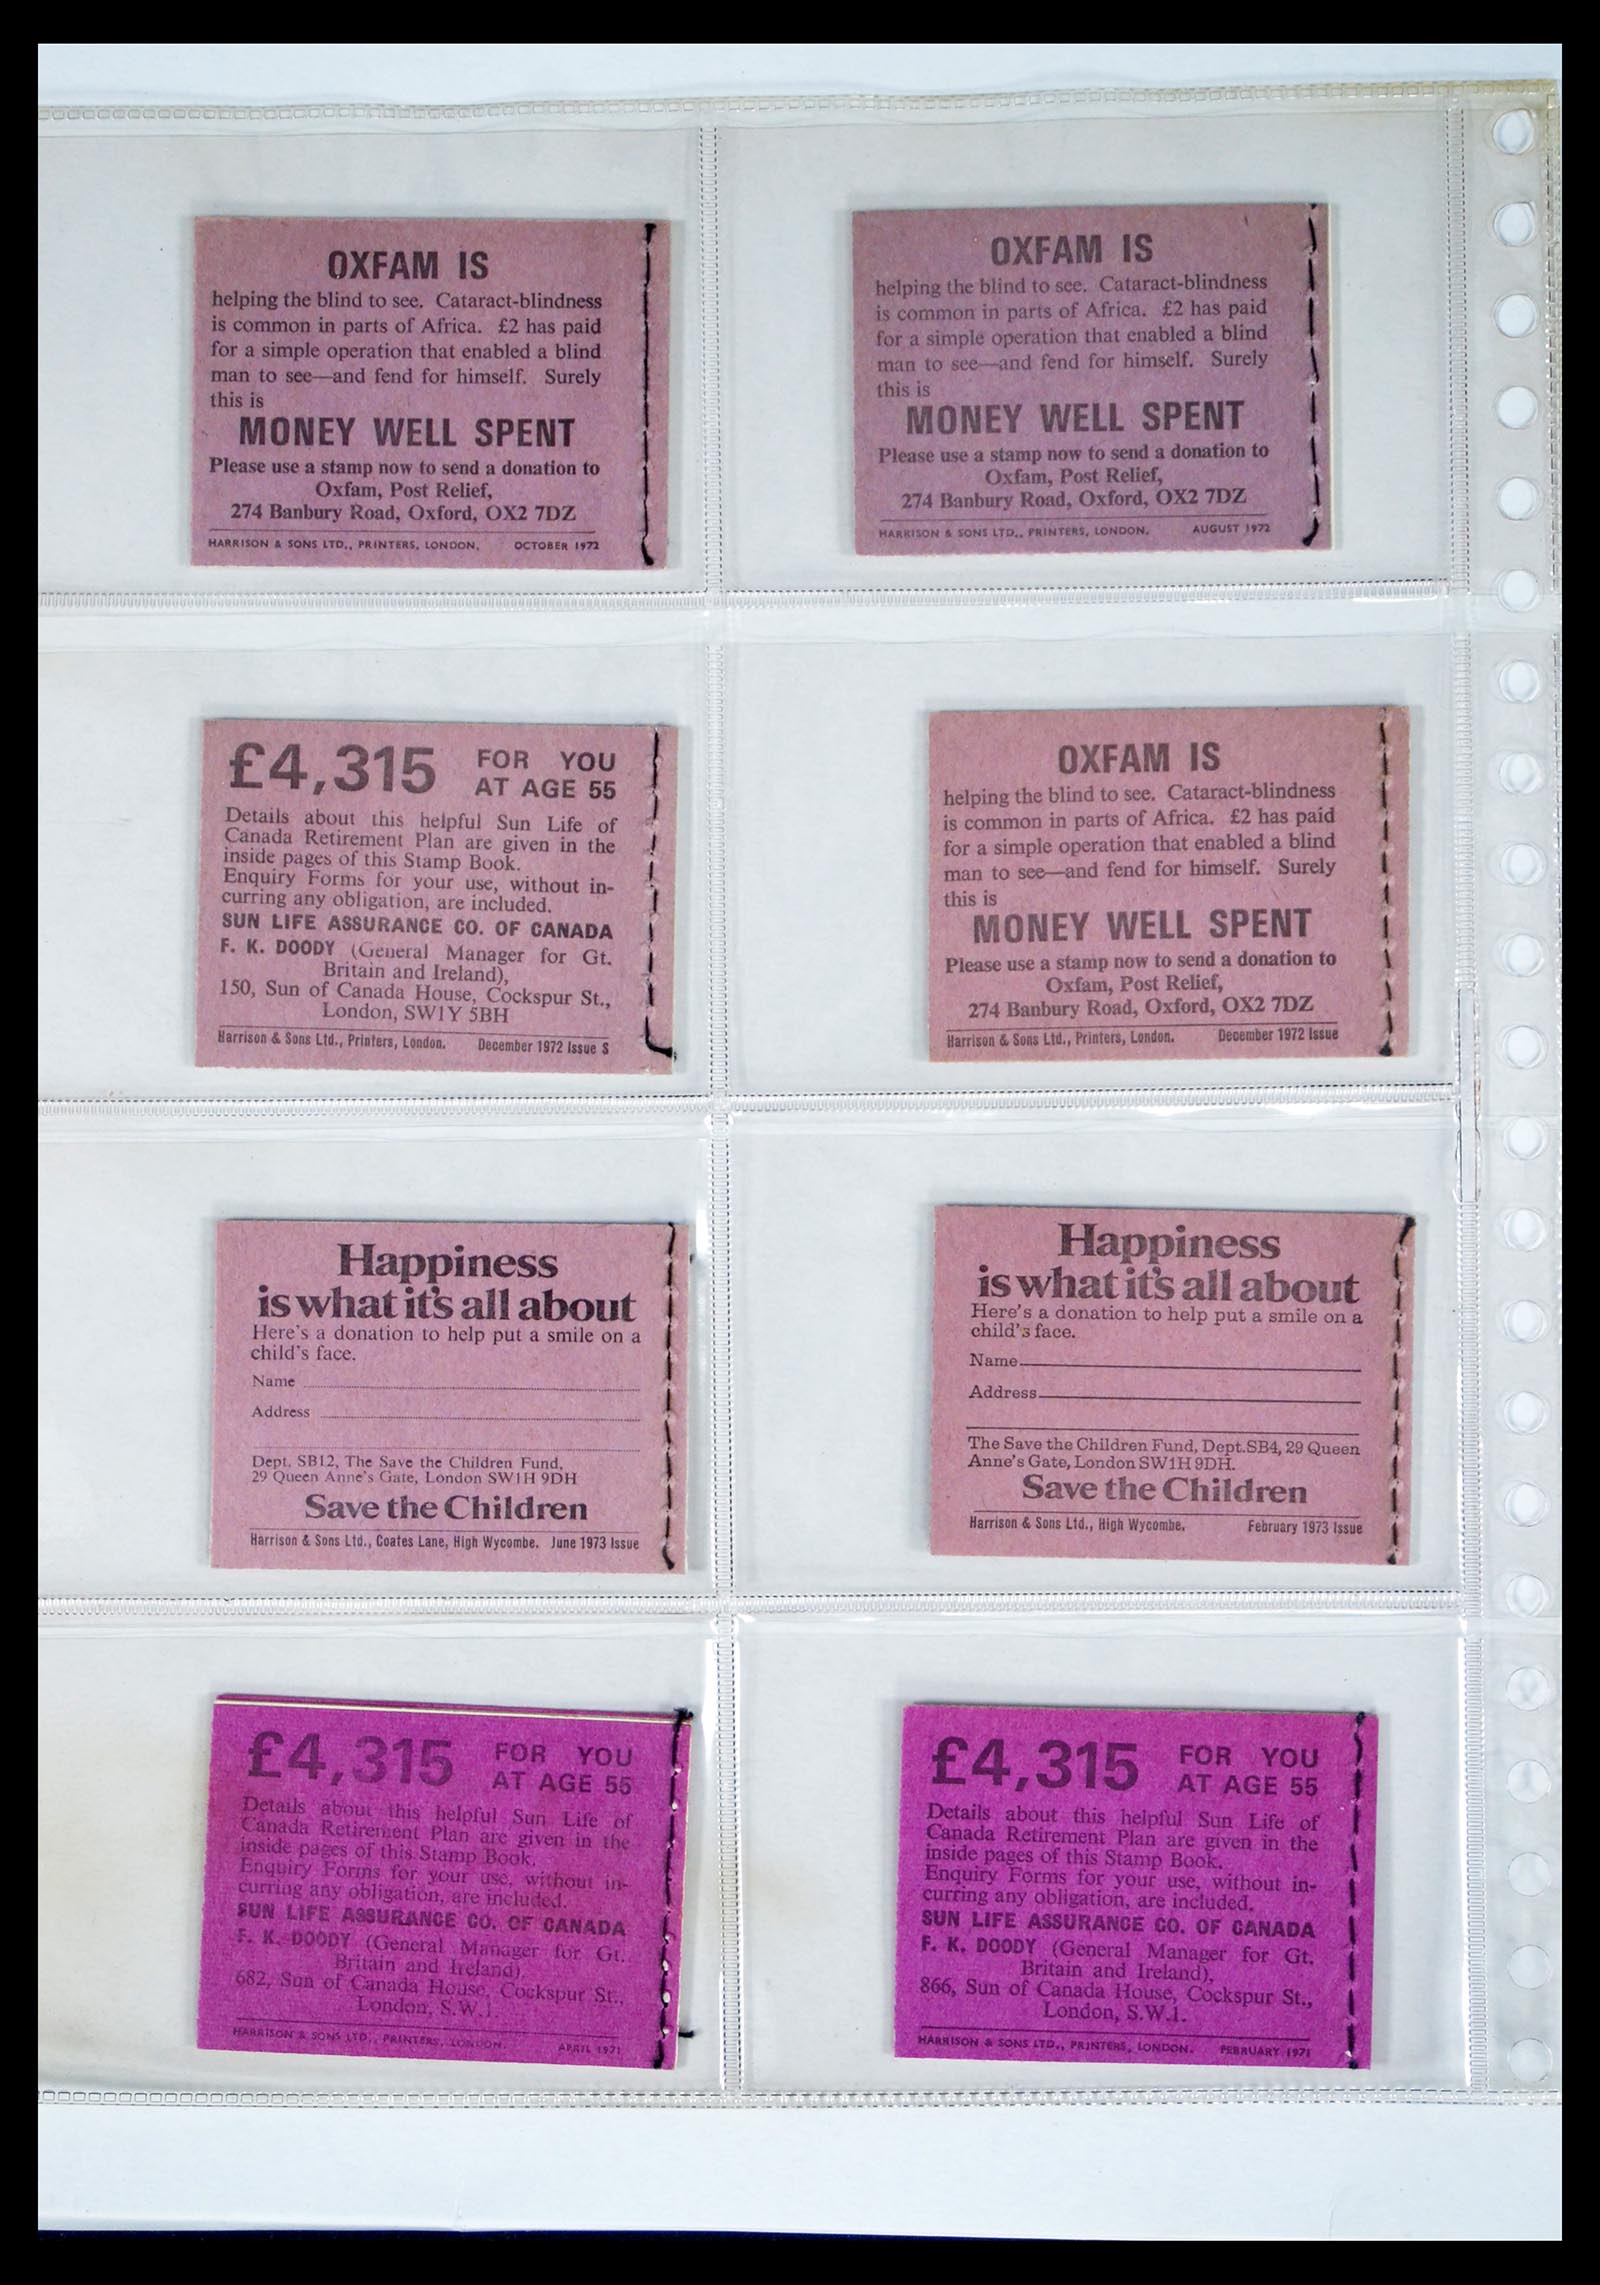 OXFAM IS
helping the blind to see. Cataract-blindness
is common in parts of Africa. £2 has paid
for a simple operation that enabled a blind
man to see—and fend for himself. Surely
this is
MONEY WELL SPENT
Please use a stamp now to send a donation to
Oxfam, Post Relief,
274 Banbury Road, Oxford, OX2 7DZ
HARRISON & SONS LTD., PRINTERS, LONDON. OCTOBER 1972
OXFAM IS
helping the blind to see. Cataract-blindness
is common in parts of Africa. £2 has paid
for a simple operation that enabled a blind
man to see—and fend for himself. Surely
this is
MONEY WELL SPENT
Please use a stamp now to send a donation to
Oxfam, Post Relief,
274 Banbury Road, Oxford, OX2 7DZ
HARRISON & SONS LTD., PRINTERS, LONDON. AUGUST 1972
£4,315 FOR YOU
AT AGE 55
Details about this helpful Sun Life of
Canada Retirement Plan are given in the
inside pages of this Stamp Book.
Enquiry Forms for your use, without in-
curring any obligation, are included.
SUN LIFE ASSURANCE CO. OF CANADA
F. K. DOODY (General Manager for Gt.
Britain and Ireland),
150, Sun of Canada House, Cockspur St.,
London, SW1Y 5BH
Harrison & Sons Ltd., Printers, London. December 1972 Issue S
OXFAM IS
helping the blind to see. Cataract-blindness
is common in parts of Africa. £2 has paid
for a simple operation that enabled a blind
man to see—and fend for himself. Surely
this is
MONEY WELL SPENT
Please use a stamp now to send a donation to
Oxfam, Post Relief,
274 Banbury Road, Oxford, OX2 7DZ
Harrison & Sons Ltd., Printers, London. December 1972 Issue
Happiness
is what it's all about
Here's a donation to help put a smile on a
child's face.
Name
Address
Dept. SB12, The Save the Children Fund,
29 Queen Anne's Gate, London SW1H 9DH
Save the Children
Harrison & Sons Ltd., Coates Lane, High Wycombe. June 1973 Issue
Happiness
is what it's all about
Here's a donation to help put a smile on a
child's face.
Name
Address
The Save the Children Fund, Dept.SB4, 29 Queen
Anne's Gate, London SW1H 9DH.
Save the Children
Harrison & Sons Ltd., High Wycombe. February 1973 Issue
£4,315 FOR YOU
AT AGE 55
Details about this helpful Sun Life of
Canada Retirement Plan are given in the
inside pages of this Stamp Book.
Enquiry Forms for your use, without in-
curring any obligation, are included.
SUN LIFE ASSURANCE CO. OF CANADA
F. K. DOODY (General Manager for Gt.
Britain and Ireland),
682, Sun of Canada House, Cockspur St.,
London, S.W.1.
HARRISON & SONS LTD., PRINTERS, LONDON. APRIL 1971
£4,315 FOR YOU
AT AGE 55
Details about this helpful Sun Life of
Canada Retirement Plan are given in the
inside pages of this Stamp Book.
Enquiry Forms for your use, without in-
curring any obligation, are included.
SUN LIFE ASSURANCE CO. OF CANADA
F. K. DOODY (General Manager for Gt.
Britain and Ireland),
866, Sun of Canada House, Cockspur St.,
London, S.W.1.
HARRISON & SONS LTD., PRINTERS, LONDON. FEBRUARY 1971